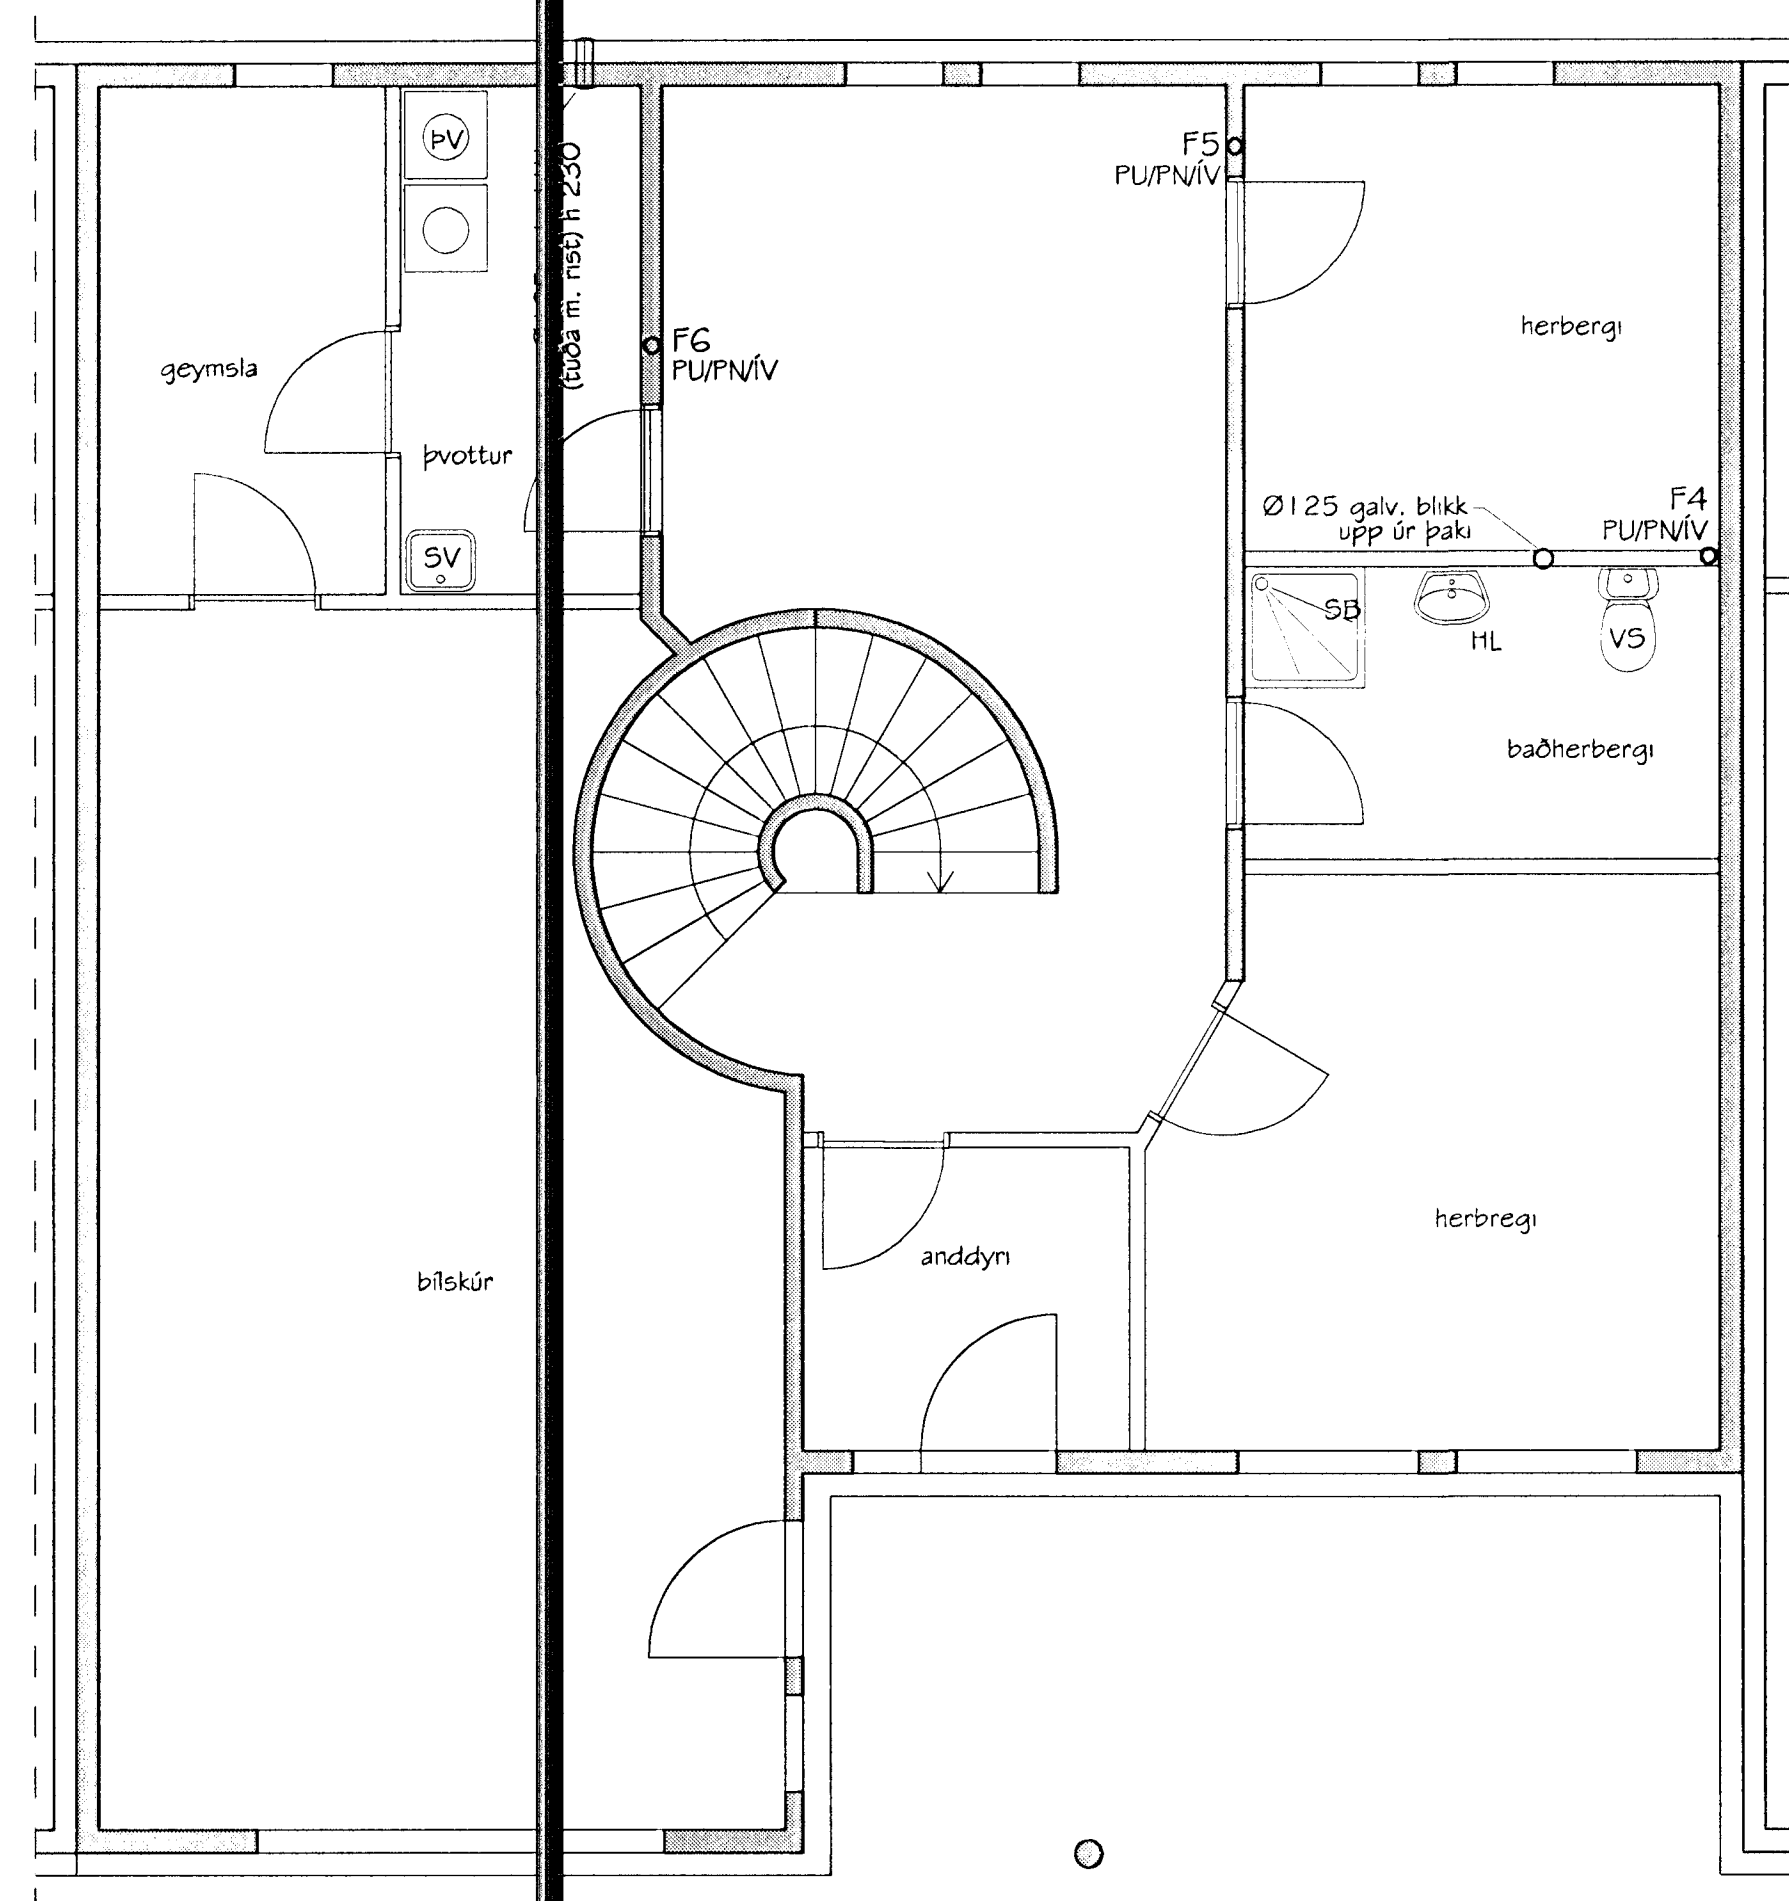 ÞV
F5
PU/PN/ÍV
(túða m. rist) h 230
F6
PU/PN/ÍV
geymsla
herbergi
þvottur
Ø125 galv. blikk
upp úr þaki
F4
PU/PN/ÍV
SV
SB
HL
VS
baðherbergi
herbregi
anddyri
bílskúr